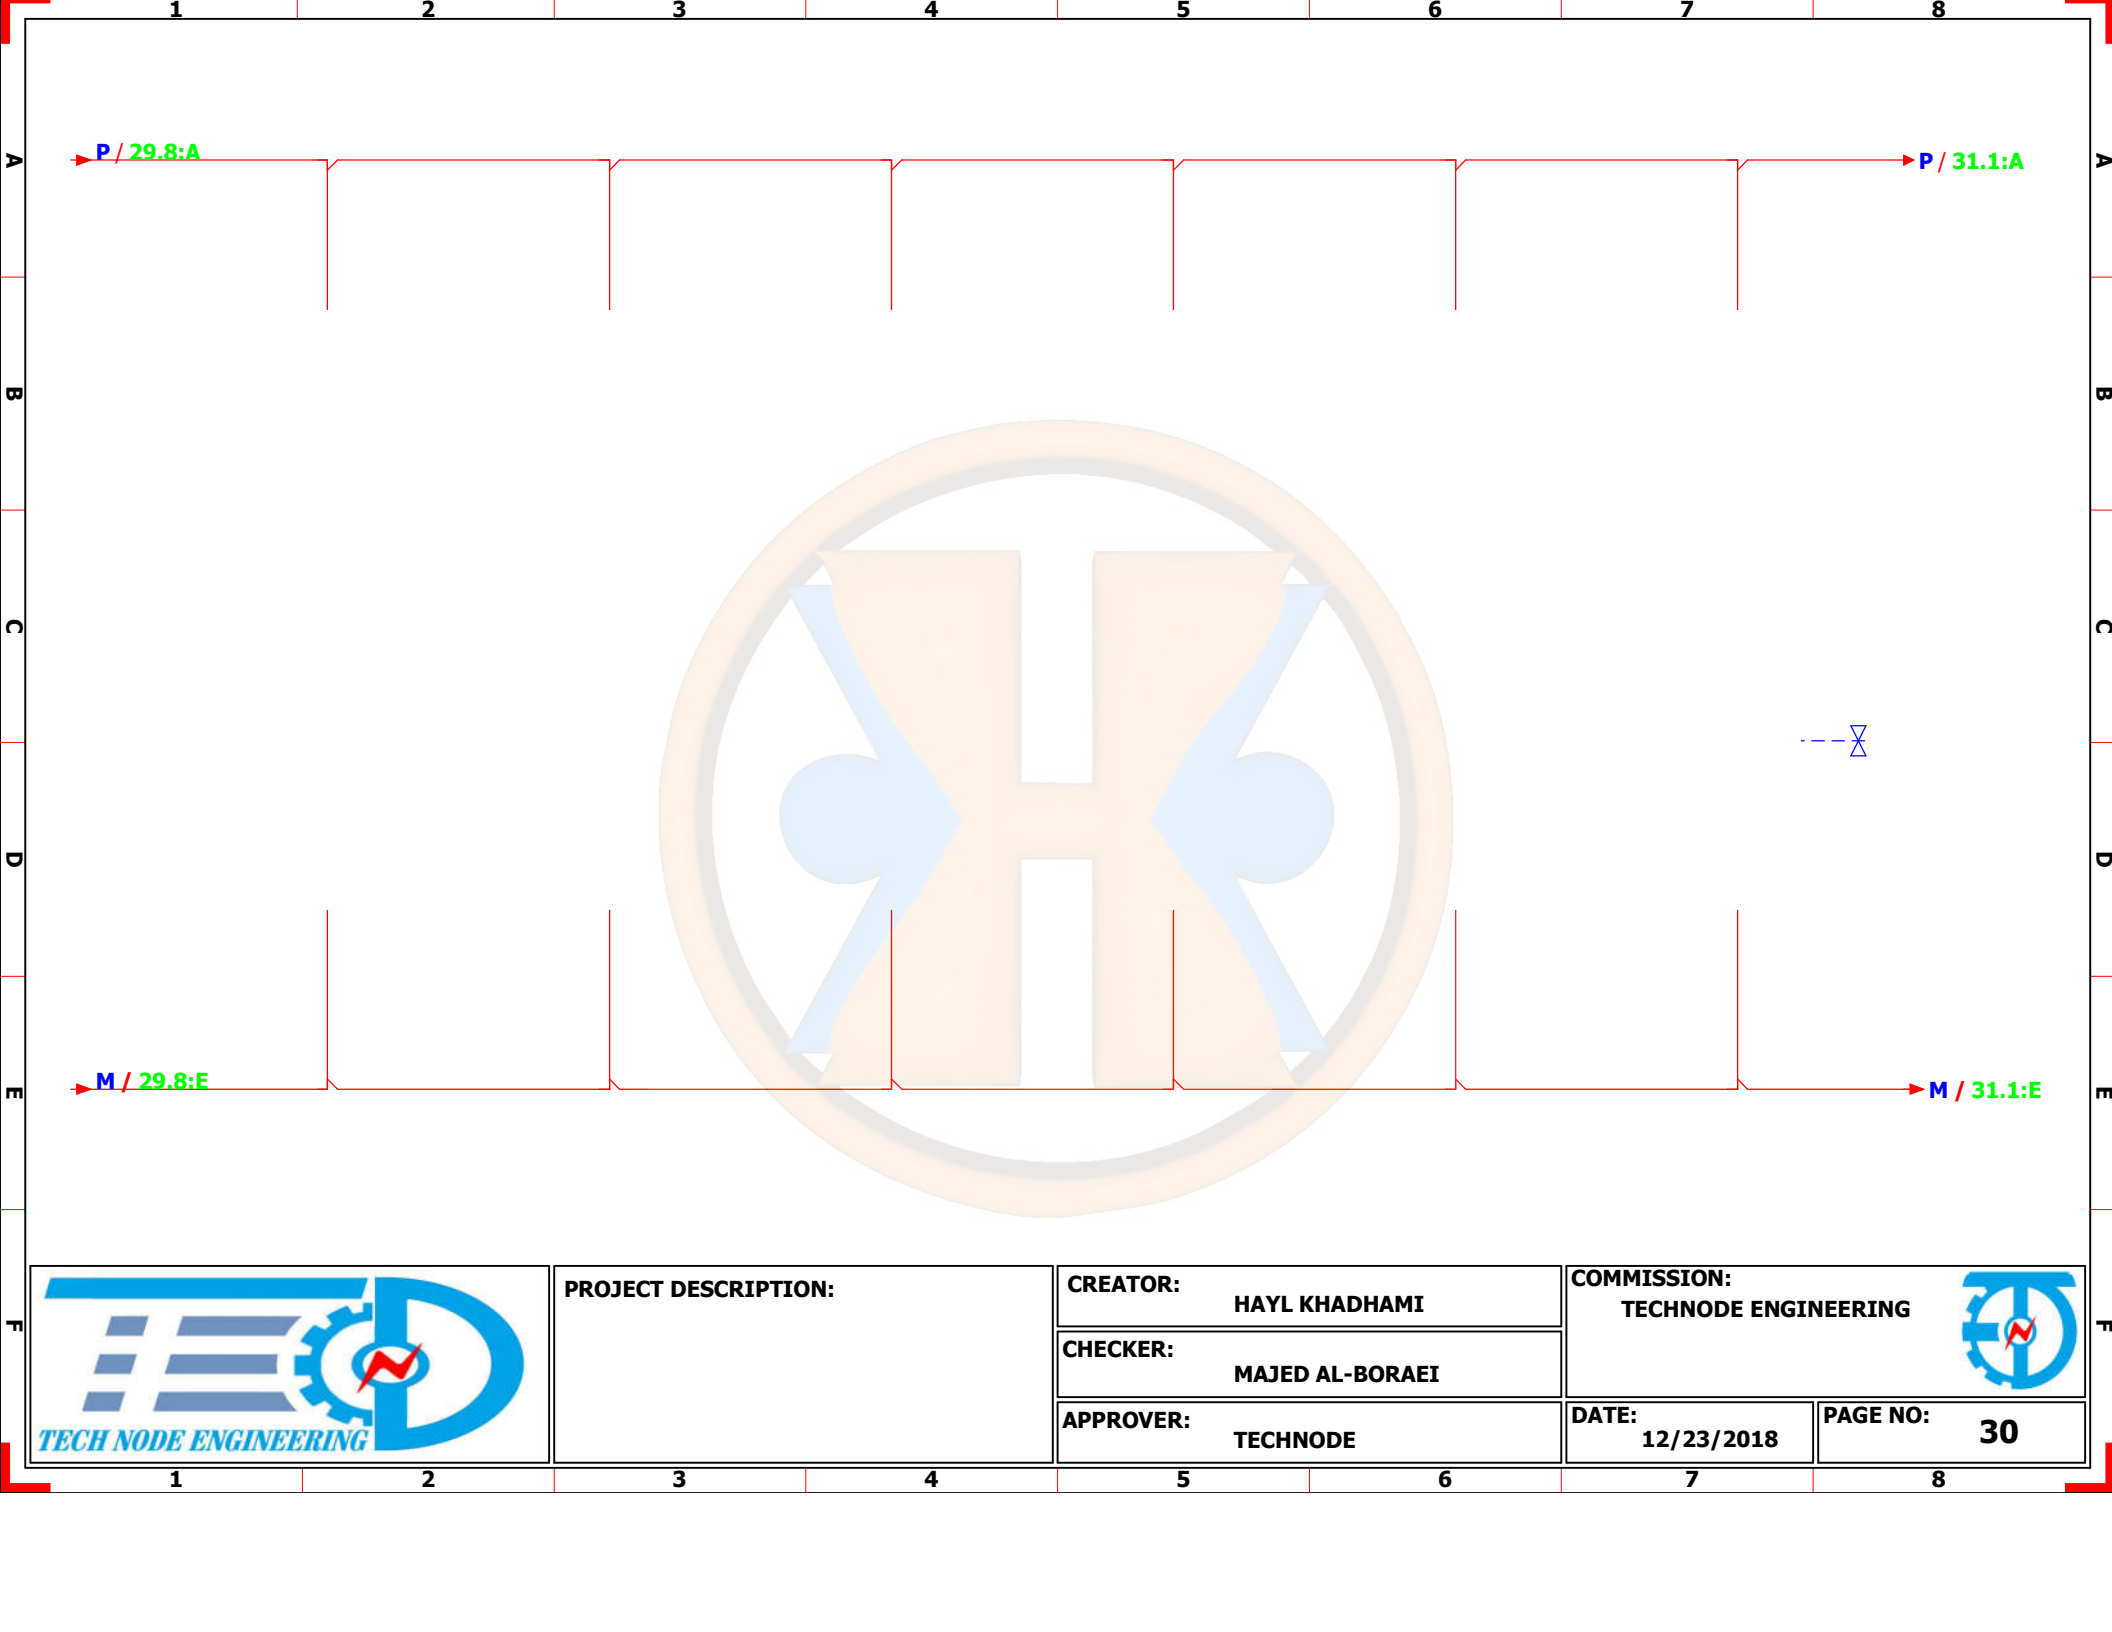 1 2 3 4 5 6 7 8
A A
P / 29.8:A P / 31.1:A
B B
C C
D D
M / 29.8:E M / 31.1:E
E E
F F
TECH NODE ENGINEERING
PROJECT DESCRIPTION:
CREATOR:
HAYL KHADHAMI
CHECKER:
MAJED AL-BORAEI
APPROVER:
TECHNODE
COMMISSION:
TECHNODE ENGINEERING
DATE:
12/23/2018
PAGE NO:
30
1 2 3 4 5 6 7 8